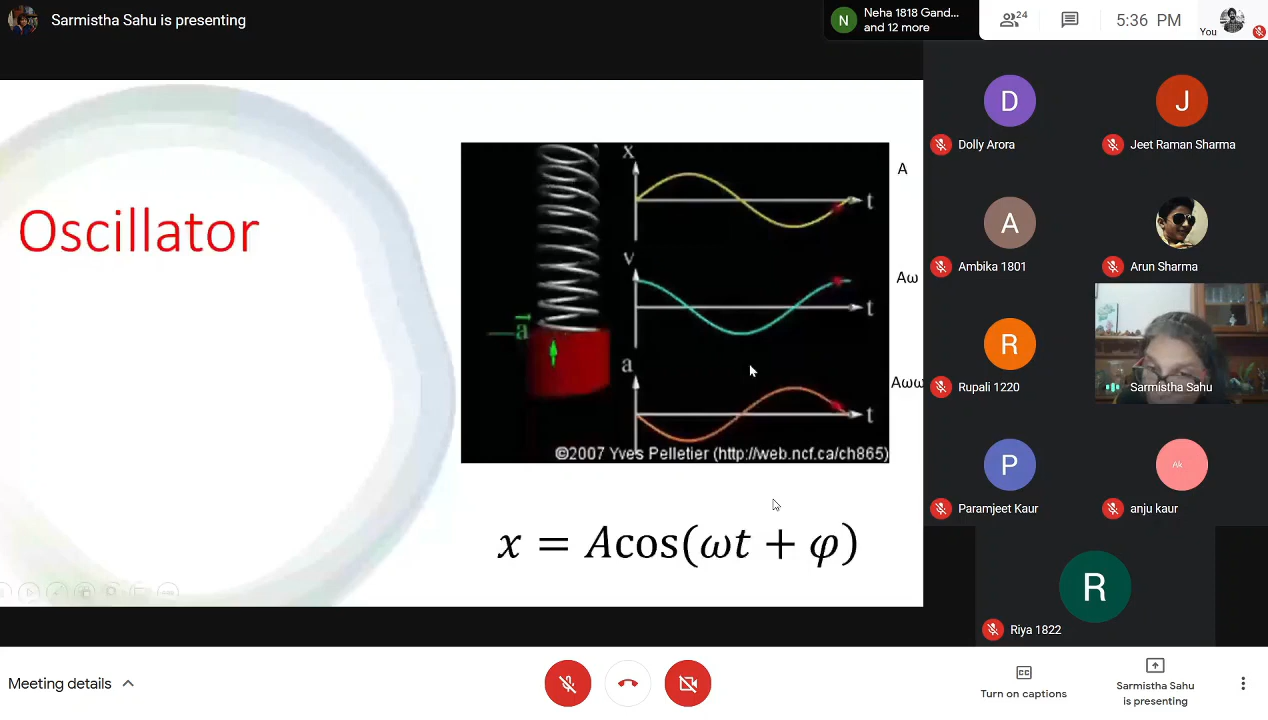 Sarmistha Sahu is presenting
N
Neha 1818 Gand...
and 12 more
24
5:36 PM
You
Oscillator
x
t
A
v
t
Aω
—a
a
t
Aωω
©2007 Yves Pelletier (http://web.ncf.ca/ch865)
x = Acos(ωt + φ)
D
Dolly Arora
J
Jeet Raman Sharma
A
Ambika 1801
Arun Sharma
R
Rupali 1220
Sarmistha Sahu
P
Paramjeet Kaur
Ak
anju kaur
R
Riya 1822
Meeting details
CC
Turn on captions
Sarmistha Sahu
is presenting